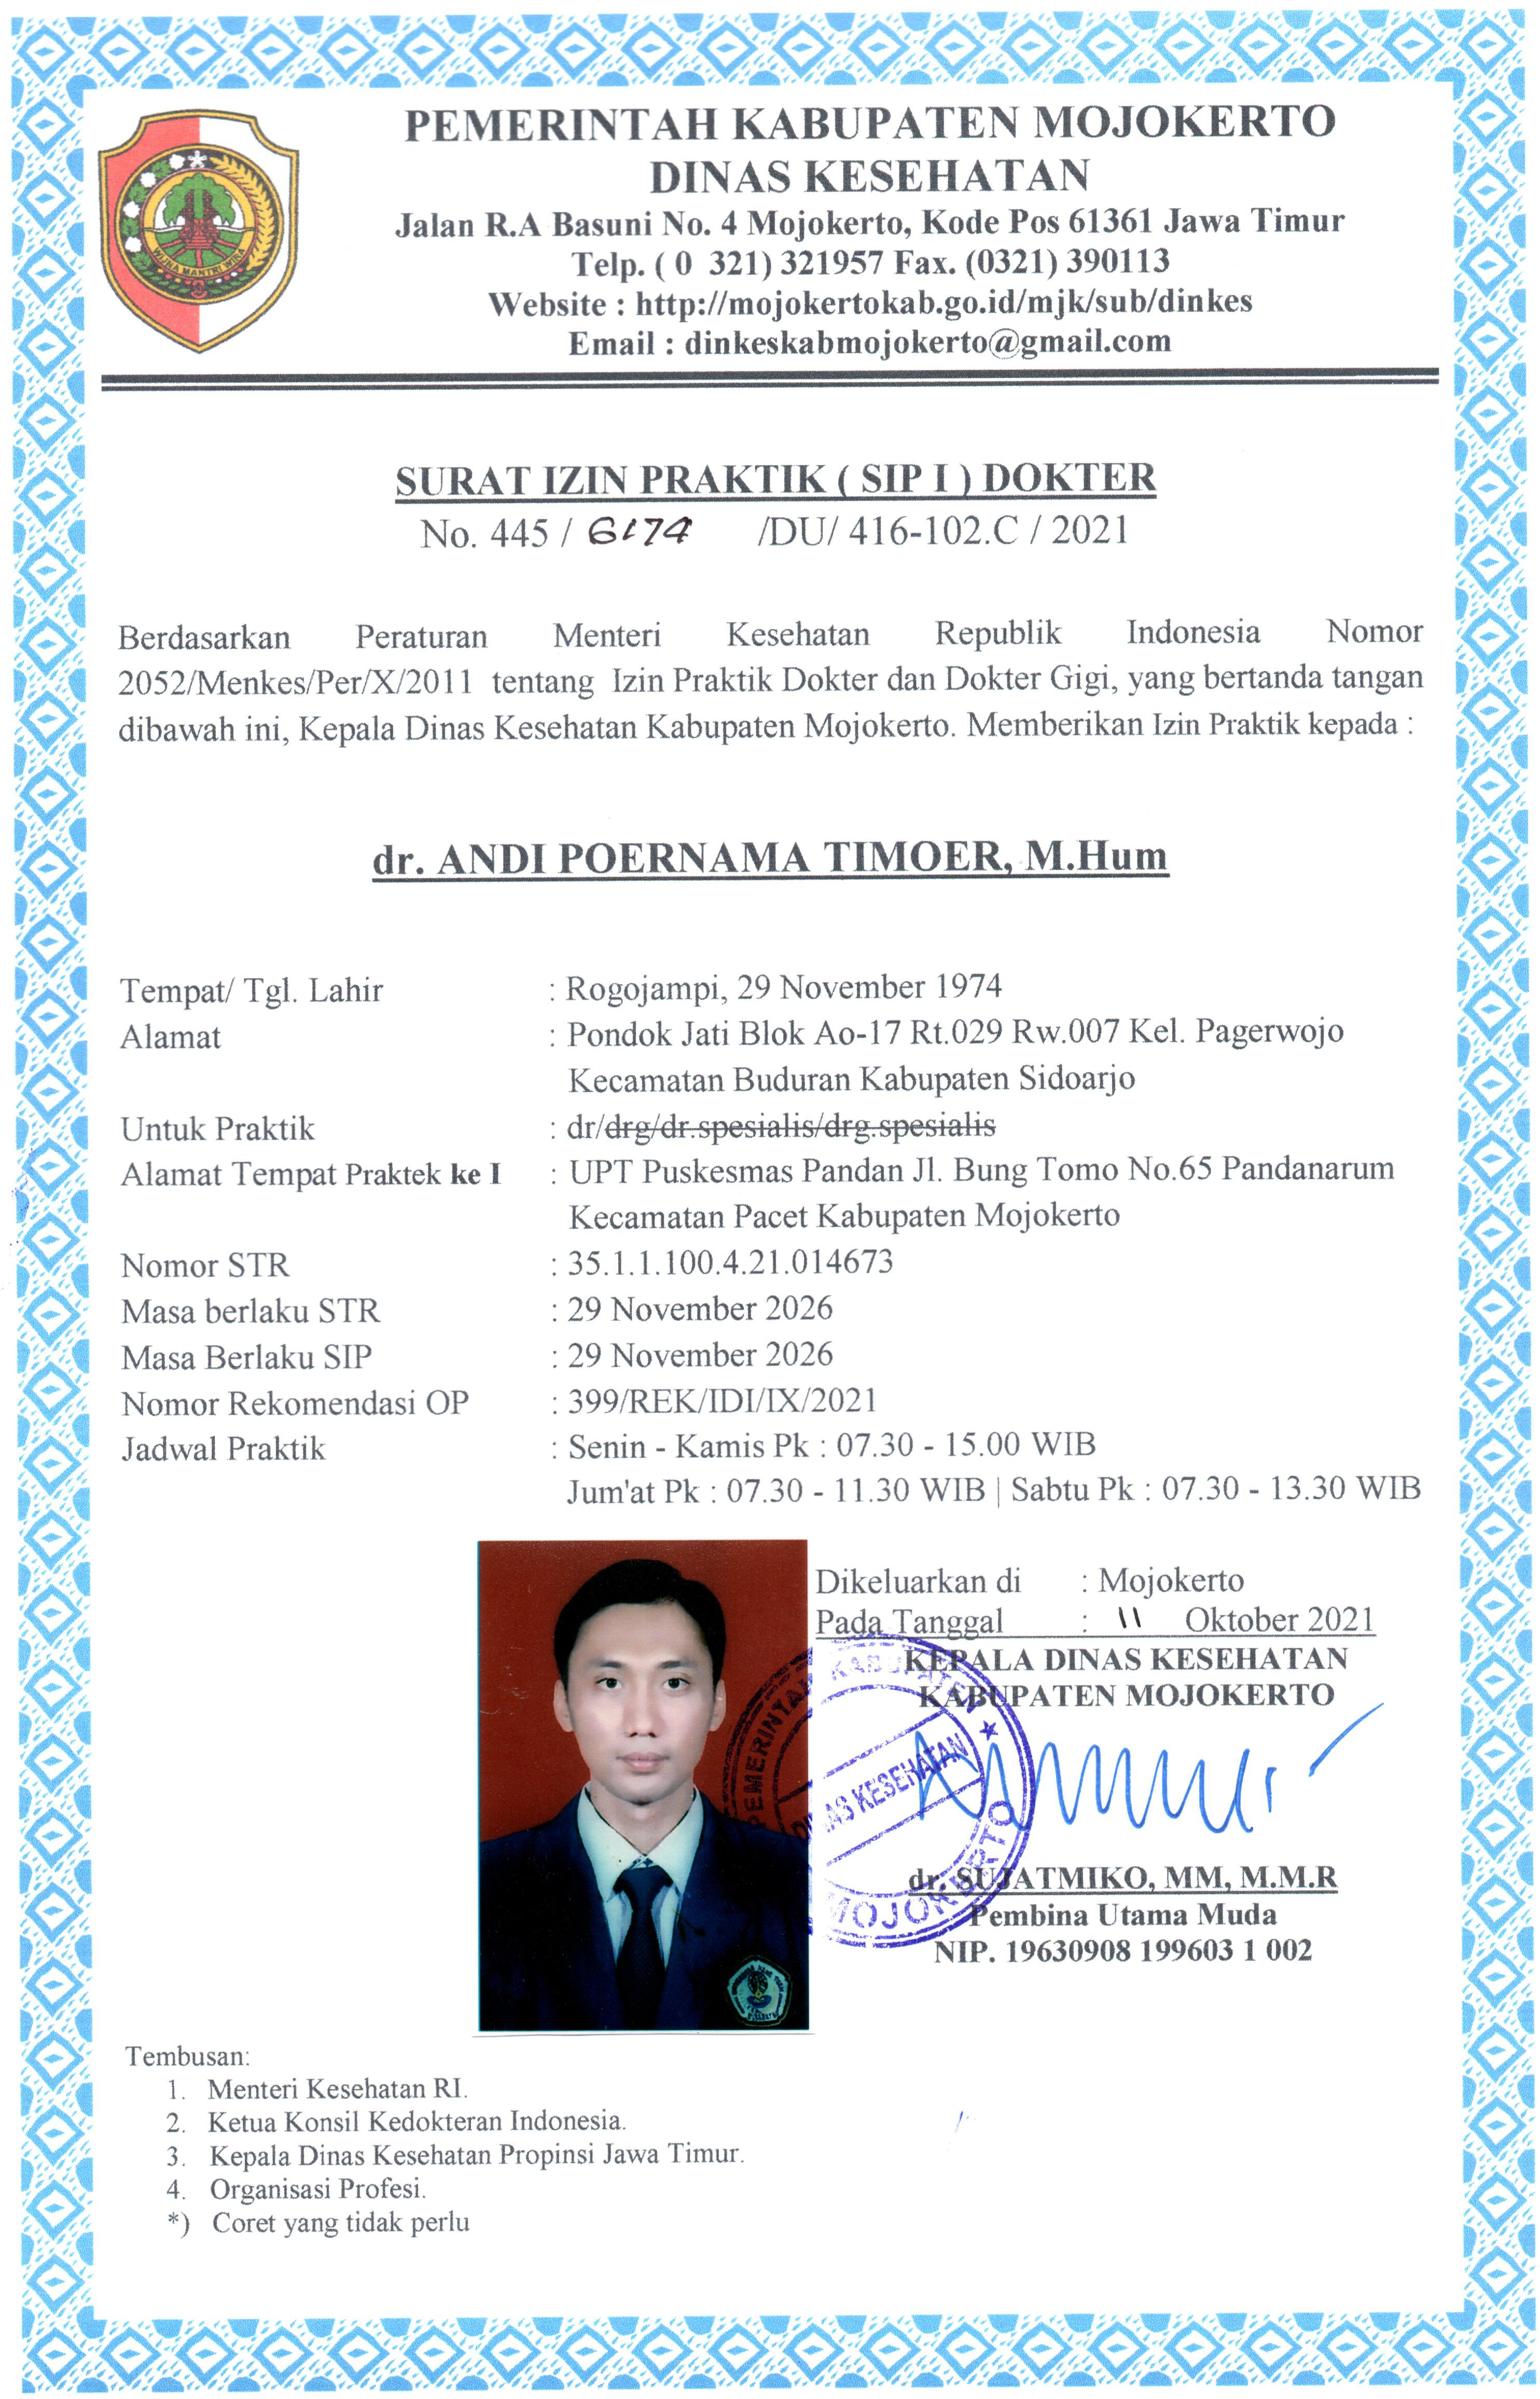 PEMERINTAH KABUPATEN MOJOKERTO
DINAS KESEHATAN
Jalan R.A Basuni No. 4 Mojokerto, Kode Pos 61361 Jawa Timur
Telp. ( 0 321) 321957 Fax. (0321) 390113
Website : http://mojokertokab.go.id/mjk/sub/dinkes
Email : dinkeskabmojokerto@gmail.com
WIJNA MANTRI WIRA
SURAT IZIN PRAKTIK ( SIP I ) DOKTER
No. 445 / 6174 /DU/ 416-102.C / 2021
Berdasarkan Peraturan Menteri Kesehatan Republik Indonesia Nomor
2052/Menkes/Per/X/2011 tentang Izin Praktik Dokter dan Dokter Gigi, yang bertanda tangan
dibawah ini, Kepala Dinas Kesehatan Kabupaten Mojokerto. Memberikan Izin Praktik kepada :
dr. ANDI POERNAMA TIMOER, M.Hum
Tempat/ Tgl. Lahir : Rogojampi, 29 November 1974
Alamat : Pondok Jati Blok Ao-17 Rt.029 Rw.007 Kel. Pagerwojo
Kecamatan Buduran Kabupaten Sidoarjo
Untuk Praktik : dr/drg/dr.spesialis/drg.spesialis
Alamat Tempat Praktek ke I : UPT Puskesmas Pandan Jl. Bung Tomo No.65 Pandanarum
Kecamatan Pacet Kabupaten Mojokerto
Nomor STR : 35.1.1.100.4.21.014673
Masa berlaku STR : 29 November 2026
Masa Berlaku SIP : 29 November 2026
Nomor Rekomendasi OP : 399/REK/IDI/IX/2021
Jadwal Praktik : Senin - Kamis Pk : 07.30 - 15.00 WIB
Jum'at Pk : 07.30 - 11.30 WIB | Sabtu Pk : 07.30 - 13.30 WIB
Dikeluarkan di : Mojokerto
Pada Tanggal : 11 Oktober 2021
KEPALA DINAS KESEHATAN
KABUPATEN MOJOKERTO
PEMERINTAH KABUPATEN
DINAS KESEHATAN
MOJOKERTO
dr. SUJATMIKO, MM, M.M.R
Pembina Utama Muda
NIP. 19630908 199603 1 002
Tembusan:
1. Menteri Kesehatan RI.
2. Ketua Konsil Kedokteran Indonesia.
3. Kepala Dinas Kesehatan Propinsi Jawa Timur.
4. Organisasi Profesi.
*) Coret yang tidak perlu